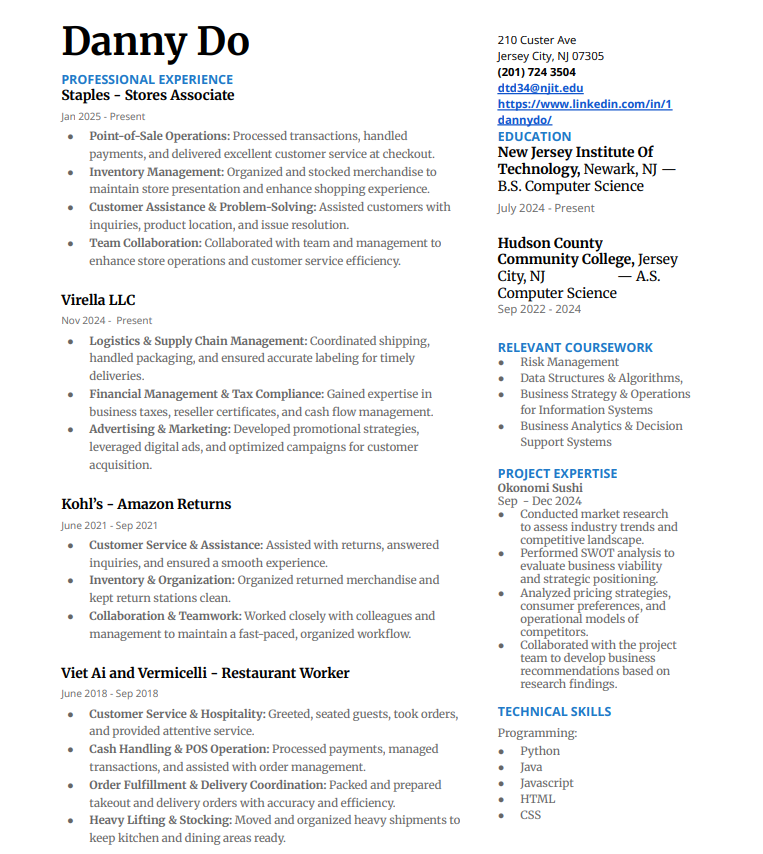 Danny Do
PROFESSIONAL EXPERIENCE
Staples - Stores Associate
Jan 2025 - Present
● Point-of-Sale Operations: Processed transactions, handled
payments, and delivered excellent customer service at checkout.
● Inventory Management: Organized and stocked merchandise to
maintain store presentation and enhance shopping experience.
● Customer Assistance & Problem-Solving: Assisted customers with
inquiries, product location, and issue resolution.
● Team Collaboration: Collaborated with team and management to
enhance store operations and customer service efficiency.
Virella LLC
Nov 2024 - Present
● Logistics & Supply Chain Management: Coordinated shipping,
handled packaging, and ensured accurate labeling for timely
deliveries.
● Financial Management & Tax Compliance: Gained expertise in
business taxes, reseller certificates, and cash flow management.
● Advertising & Marketing: Developed promotional strategies,
leveraged digital ads, and optimized campaigns for customer
acquisition.
Kohl’s - Amazon Returns
June 2021 - Sep 2021
● Customer Service & Assistance: Assisted with returns, answered
inquiries, and ensured a smooth experience.
● Inventory & Organization: Organized returned merchandise and
kept return stations clean.
● Collaboration & Teamwork: Worked closely with colleagues and
management to maintain a fast-paced, organized workflow.
Viet Ai and Vermicelli - Restaurant Worker
June 2018 - Sep 2018
● Customer Service & Hospitality: Greeted, seated guests, took orders,
and provided attentive service.
● Cash Handling & POS Operation: Processed payments, managed
transactions, and assisted with order management.
● Order Fulfillment & Delivery Coordination: Packed and prepared
takeout and delivery orders with accuracy and efficiency.
● Heavy Lifting & Stocking: Moved and organized heavy shipments to
keep kitchen and dining areas ready.
210 Custer Ave
Jersey City, NJ 07305
(201) 724 3504
dtd34@njit.edu
https://www.linkedin.com/in/1
dannydo/
EDUCATION
New Jersey Institute Of
Technology, Newark, NJ —
B.S. Computer Science
July 2024 - Present
Hudson County
Community College, Jersey
City, NJ — A.S.
Computer Science
Sep 2022 - 2024
RELEVANT COURSEWORK
● Risk Management
● Data Structures & Algorithms,
● Business Strategy & Operations
for Information Systems
● Business Analytics & Decision
Support Systems
PROJECT EXPERTISE
Okonomi Sushi
Sep - Dec 2024
● Conducted market research
to assess industry trends and
competitive landscape.
● Performed SWOT analysis to
evaluate business viability
and strategic positioning.
● Analyzed pricing strategies,
consumer preferences, and
operational models of
competitors.
● Collaborated with the project
team to develop business
recommendations based on
research findings.
TECHNICAL SKILLS
Programming:
● Python
● Java
● Javascript
● HTML
● CSS